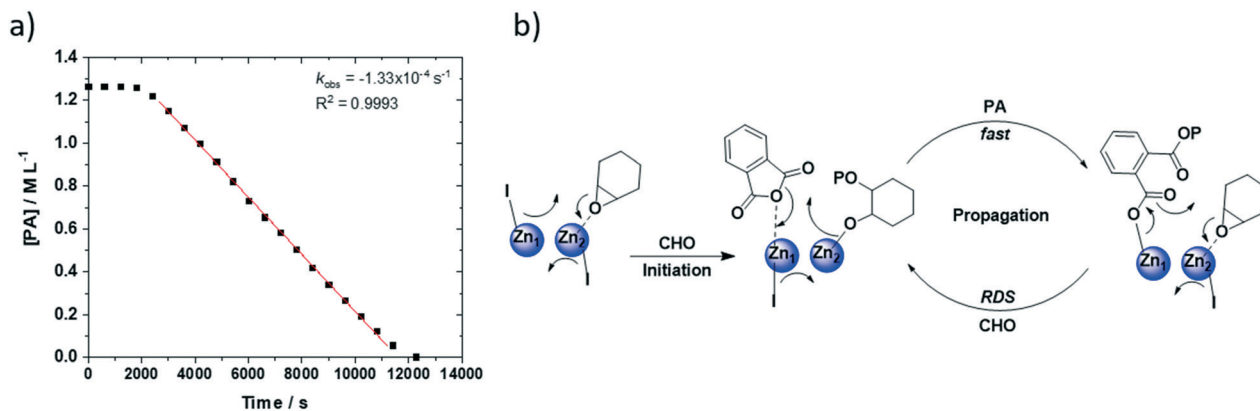 a)
k_obs = -1.33x10^-4 s^-1
R^2 = 0.9993
[PA] / M L^-1
1.4
1.2
1.0
0.8
0.6
0.4
0.2
0.0
0 2000 4000 6000 8000 10000 12000 14000
Time / s
b)
I
O
Zn1 Zn2
I
CHO
Initiation
O
O
O
PO
O
Zn1 Zn2
I
PA
fast
Propagation
RDS
CHO
OP
O
O
O
O
Zn1 Zn2
I